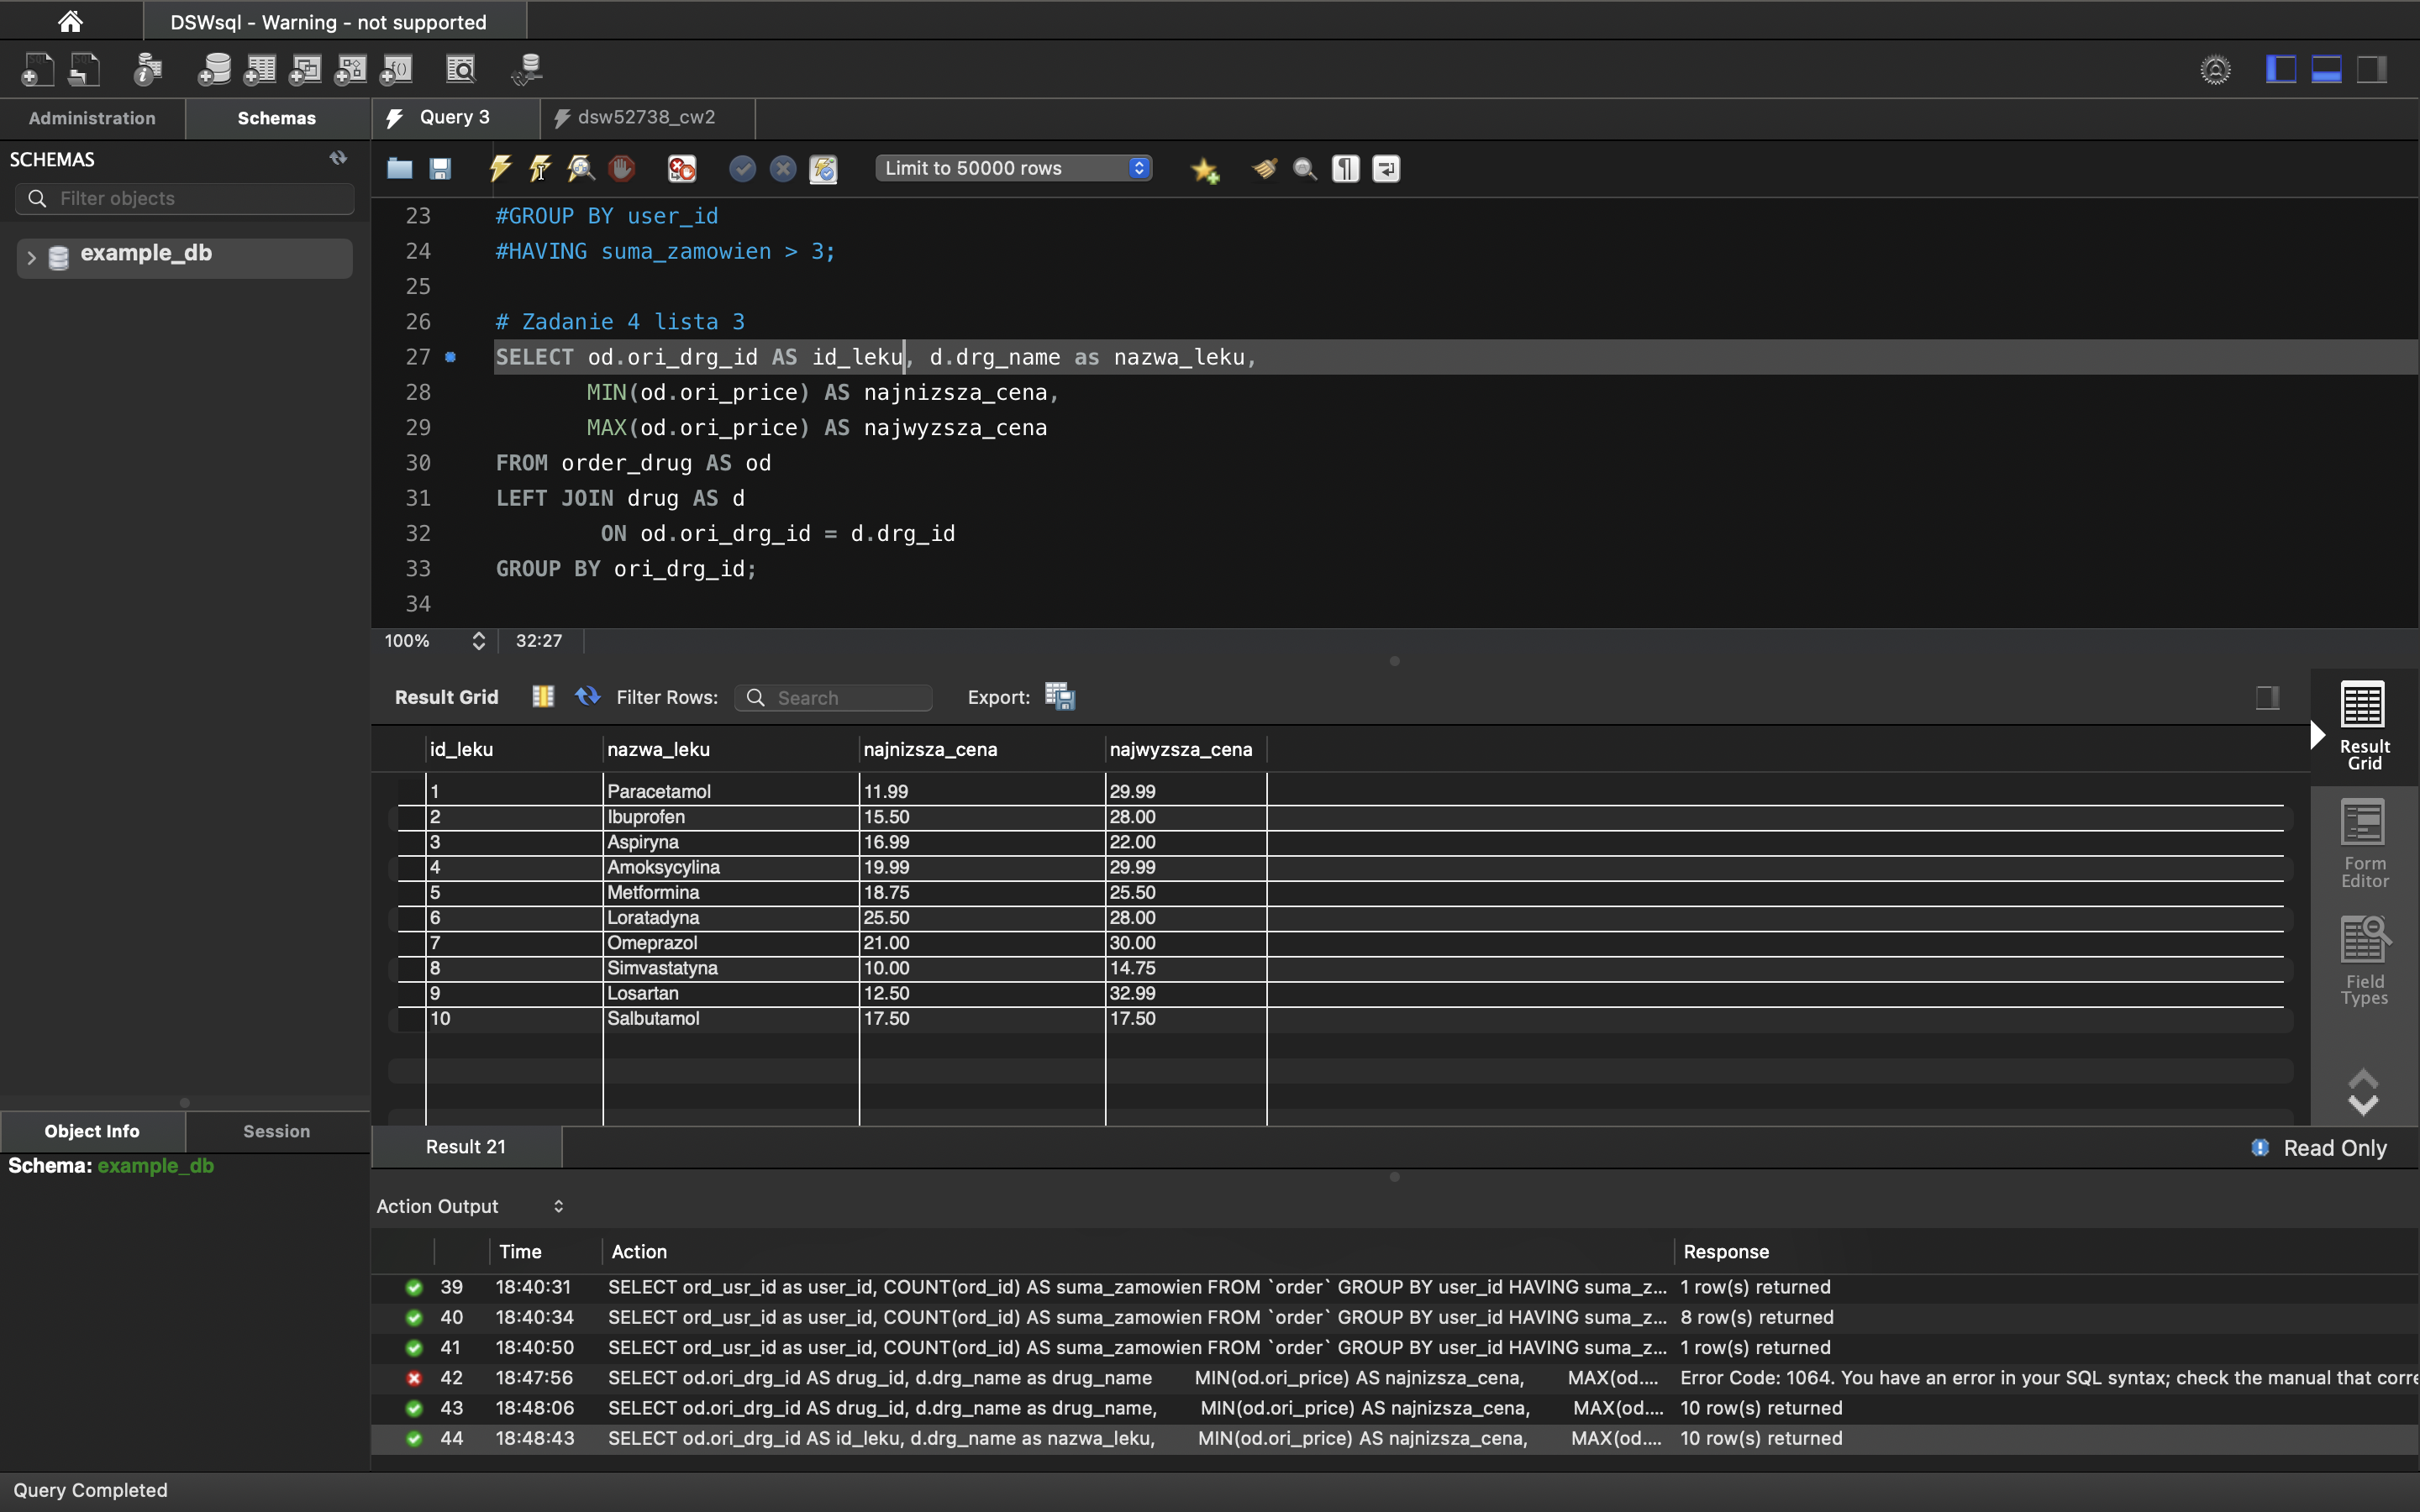 DSWsql - Warning - not supported
Administration
Schemas
Query 3
dsw52738_cw2
SCHEMAS
Filter objects
example_db
Limit to 50000 rows
23 #GROUP BY user_id
24 #HAVING suma_zamowien > 3;
25
26 # Zadanie 4 lista 3
27 SELECT od.ori_drg_id AS id_leku, d.drg_name as nazwa_leku,
28 MIN(od.ori_price) AS najnizsza_cena,
29 MAX(od.ori_price) AS najwyzsza_cena
30 FROM order_drug AS od
31 LEFT JOIN drug AS d
32 ON od.ori_drg_id = d.drg_id
33 GROUP BY ori_drg_id;
34
100% 32:27
Result Grid Filter Rows: Search Export:
id_leku nazwa_leku najnizsza_cena najwyzsza_cena
1 Paracetamol 11.99 29.99
2 Ibuprofen 15.50 28.00
3 Aspiryna 16.99 22.00
4 Amoksycylina 19.99 29.99
5 Metformina 18.75 25.50
6 Loratadyna 25.50 28.00
7 Omeprazol 21.00 30.00
8 Simvastatyna 10.00 14.75
9 Losartan 12.50 32.99
10 Salbutamol 17.50 17.50
Result
Grid
Form
Editor
Field
Types
Object Info Session
Schema: example_db
Result 21
Read Only
Action Output
Time Action Response
39 18:40:31 SELECT ord_usr_id as user_id, COUNT(ord_id) AS suma_zamowien FROM `order` GROUP BY user_id HAVING suma_z... 1 row(s) returned
40 18:40:34 SELECT ord_usr_id as user_id, COUNT(ord_id) AS suma_zamowien FROM `order` GROUP BY user_id HAVING suma_z... 8 row(s) returned
41 18:40:50 SELECT ord_usr_id as user_id, COUNT(ord_id) AS suma_zamowien FROM `order` GROUP BY user_id HAVING suma_z... 1 row(s) returned
42 18:47:56 SELECT od.ori_drg_id AS drug_id, d.drg_name as drug_name MIN(od.ori_price) AS najnizsza_cena, MAX(od.... Error Code: 1064. You have an error in your SQL syntax; check the manual that corre
43 18:48:06 SELECT od.ori_drg_id AS drug_id, d.drg_name as drug_name, MIN(od.ori_price) AS najnizsza_cena, MAX(od.... 10 row(s) returned
44 18:48:43 SELECT od.ori_drg_id AS id_leku, d.drg_name as nazwa_leku, MIN(od.ori_price) AS najnizsza_cena, MAX(od.... 10 row(s) returned
Query Completed